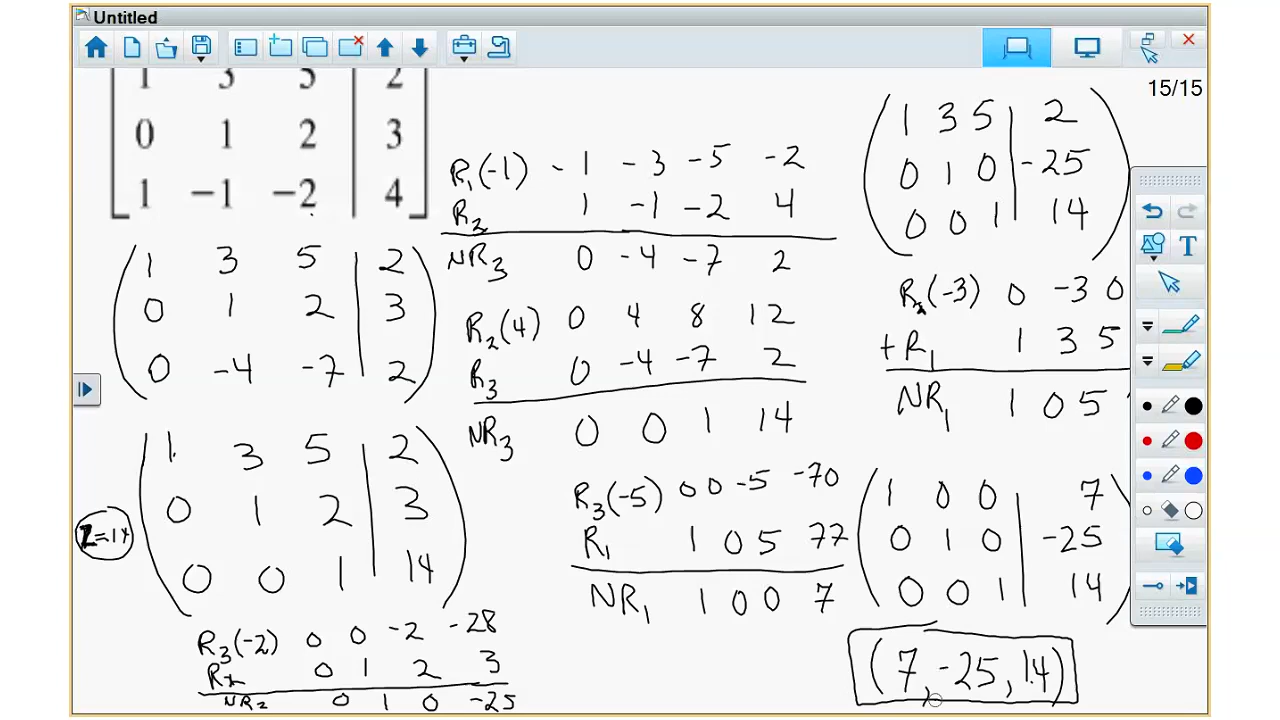 Untitled
15/15
1 3 5 | 2
0 1 2 | 3
1 -1 -2 | 4
1 3 5 | 2
0 1 2 | 3
0 -4 -7 | 2
1 3 5 | 2
0 1 2 | 3
0 0 1 | 14
Z=14
R3(-2) 0 0 -2 -28
R2 0 1 2 3
NR2 0 1 0 -25
R1(-1) -1 -3 -5 -2
R2 1 -1 -2 4
NR3 0 -4 -7 2
R2(4) 0 4 8 12
R3 0 -4 -7 2
NR3 0 0 1 14
R3(-5) 0 0 -5 -70
R1 1 0 5 77
NR1 1 0 0 7
1 3 5 | 2
0 1 0 | -25
0 0 1 | 14
R2(-3) 0 -3 0
+R1 1 3 5
NR1 1 0 5
1 0 0 | 7
0 1 0 | -25
0 0 1 | 14
(7, -25, 14)
T